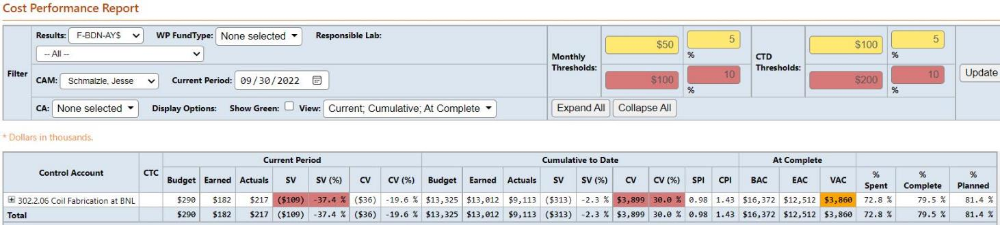 Cost Performance Report
Filter
Results: F-BDN-AY$ WP FundType: None selected Responsible Lab:
-- All --
CAM: Schmalzle, Jesse Current Period: 09/30/2022
CA: None selected Display Options: Show Green: View: Current; Cumulative; At Complete
Monthly Thresholds: $50 5 %
$100 10 %
CTD Thresholds: $100 5 %
$200 10 %
Expand All Collapse All
Update
* Dollars in thousands.
Control Account CTC Current Period Cumulative to Date At Complete
Budget Earned Actuals SV SV (%) CV CV (%) Budget Earned Actuals SV SV (%) CV CV (%) SPI CPI BAC EAC VAC % Spent % Complete % Planned
302.2.06 Coil Fabrication at BNL $290 $182 $217 ($109) -37.4 % ($36) -19.6 % $13,325 $13,012 $9,113 ($313) -2.3 % $3,899 30.0 % 0.98 1.43 $16,372 $12,512 $3,860 72.8 % 79.5 % 81.4 %
Total $290 $182 $217 ($109) -37.4 % ($36) -19.6 % $13,325 $13,012 $9,113 ($313) -2.3 % $3,899 30.0 % 0.98 1.43 $16,372 $12,512 $3,860 72.8 % 79.5 % 81.4 %